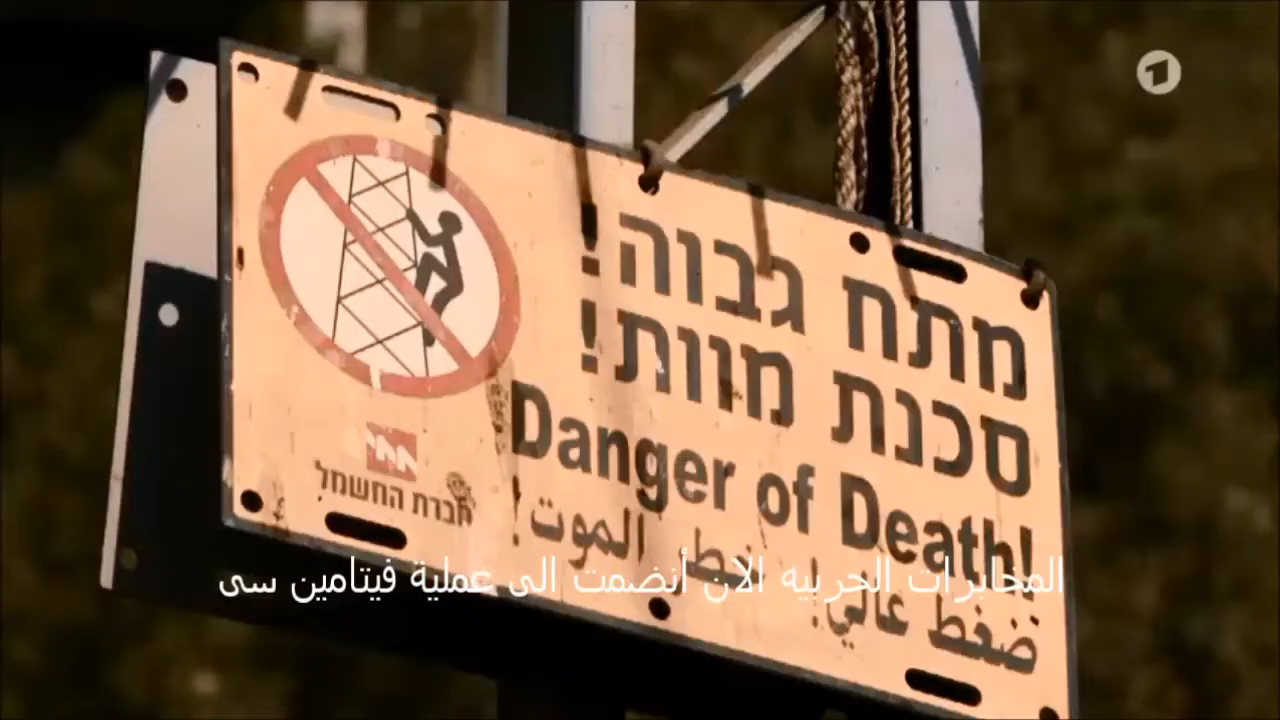 1
מתח גבוה!
סכנת מוות!
Danger of Death!
الموت!
ضغط عالي!
חברת החשמל
المخابرات الحربيه الان أنضمت الى عملية فيتامين سى